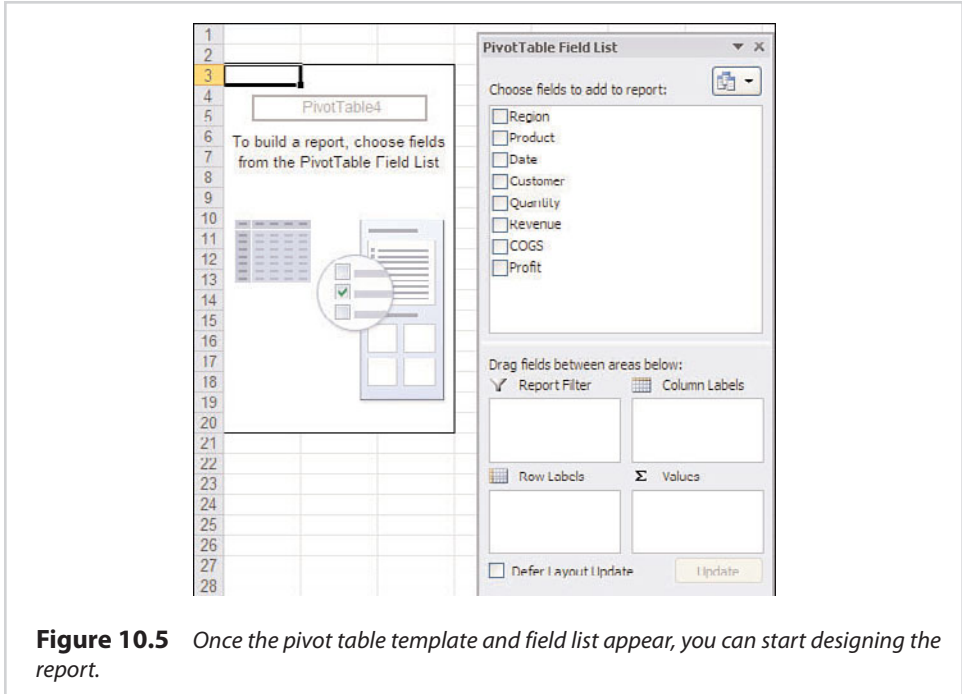 1
2
3
4
5
6
7
8
9
10
11
12
13
14
15
16
17
18
19
20
21
22
23
24
25
26
27
28
PivotTable4
To build a report, choose fields
from the PivotTable Field List
PivotTable Field List
Choose fields to add to report:
Region
Product
Date
Customer
Quantity
Revenue
COGS
Profit
Drag fields between areas below:
Report Filter
Column Labels
Row Labels
Σ Values
Defer Layout Update
Update
Figure 10.5 Once the pivot table template and field list appear, you can start designing the
report.